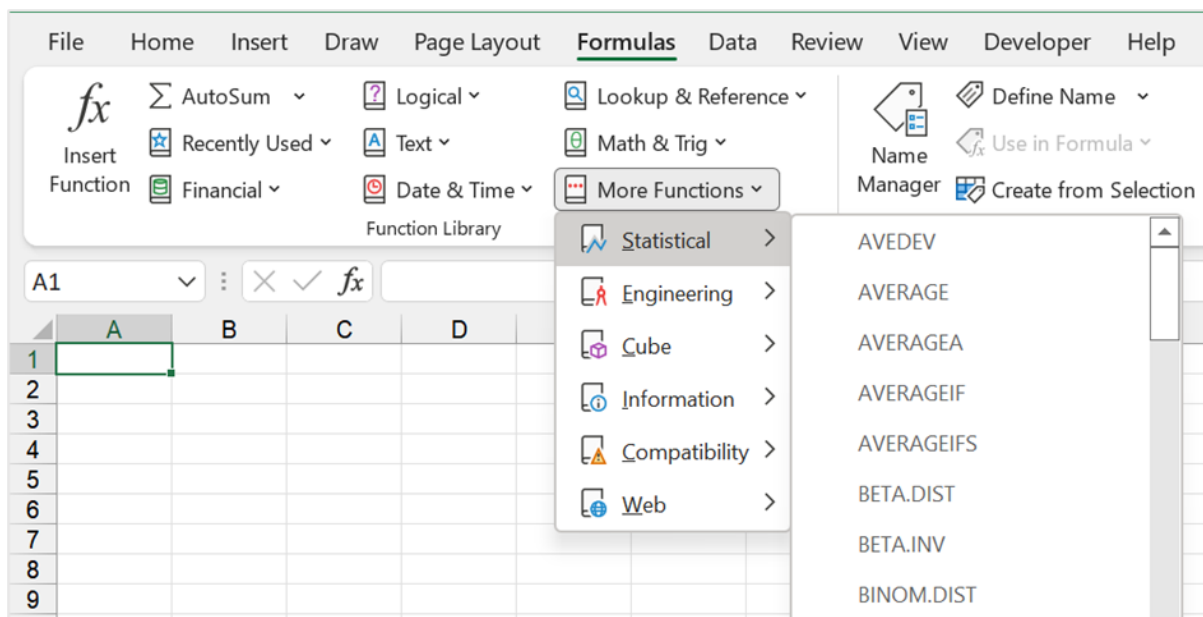 File Home Insert Draw Page Layout Formulas Data Review View Developer Help
fx AutoSum Logical Lookup & Reference Define Name
Insert Recently Used Text Math & Trig Name fx Use in Formula
Function Financial Date & Time More Functions Manager Create from Selection
Function Library
Statistical AVEDEV
A1 fx
Engineering AVERAGE
A B C D
1 Cube AVERAGEA
2 Information AVERAGEIF
3
4 Compatibility AVERAGEIFS
5
6 Web BETA.DIST
7 BETA.INV
8
9 BINOM.DIST